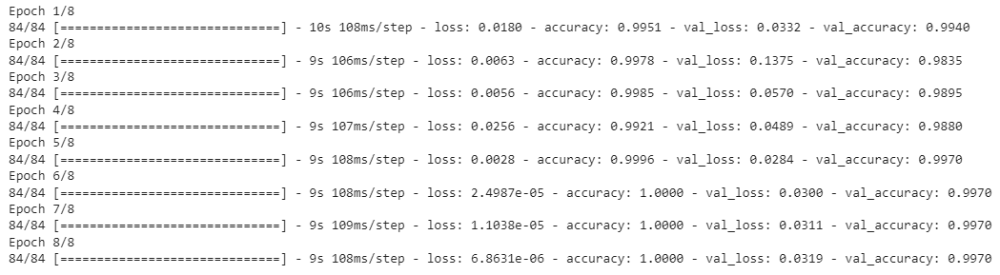 Epoch 1/8
84/84 [==============================] - 10s 108ms/step - loss: 0.0180 - accuracy: 0.9951 - val_loss: 0.0332 - val_accuracy: 0.9940
Epoch 2/8
84/84 [==============================] - 9s 106ms/step - loss: 0.0063 - accuracy: 0.9978 - val_loss: 0.1375 - val_accuracy: 0.9835
Epoch 3/8
84/84 [==============================] - 9s 106ms/step - loss: 0.0056 - accuracy: 0.9985 - val_loss: 0.0570 - val_accuracy: 0.9895
Epoch 4/8
84/84 [==============================] - 9s 107ms/step - loss: 0.0256 - accuracy: 0.9921 - val_loss: 0.0489 - val_accuracy: 0.9880
Epoch 5/8
84/84 [==============================] - 9s 108ms/step - loss: 0.0028 - accuracy: 0.9996 - val_loss: 0.0284 - val_accuracy: 0.9970
Epoch 6/8
84/84 [==============================] - 9s 108ms/step - loss: 2.4987e-05 - accuracy: 1.0000 - val_loss: 0.0300 - val_accuracy: 0.9970
Epoch 7/8
84/84 [==============================] - 9s 109ms/step - loss: 1.1038e-05 - accuracy: 1.0000 - val_loss: 0.0311 - val_accuracy: 0.9970
Epoch 8/8
84/84 [==============================] - 9s 108ms/step - loss: 6.8631e-06 - accuracy: 1.0000 - val_loss: 0.0319 - val_accuracy: 0.9970